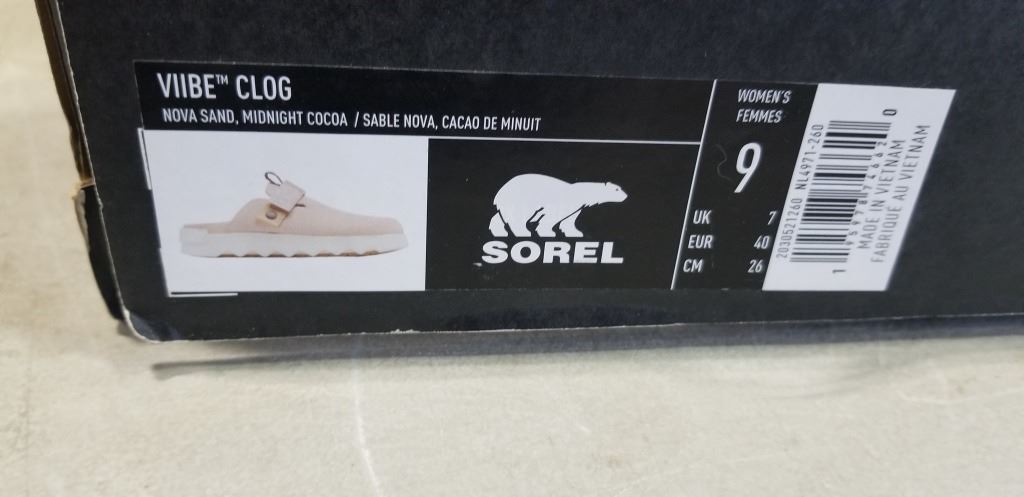 VIIBE™ CLOG
NOVA SAND, MIDNIGHT COCOA / SABLE NOVA, CACAO DE MINUIT
SOREL
WOMEN'S
FEMMES
9
UK 7
EUR 40
CM 26
2030521260 NL4971-260
MADE IN VIETNAM
FABRIQUÉ AU VIETNAM